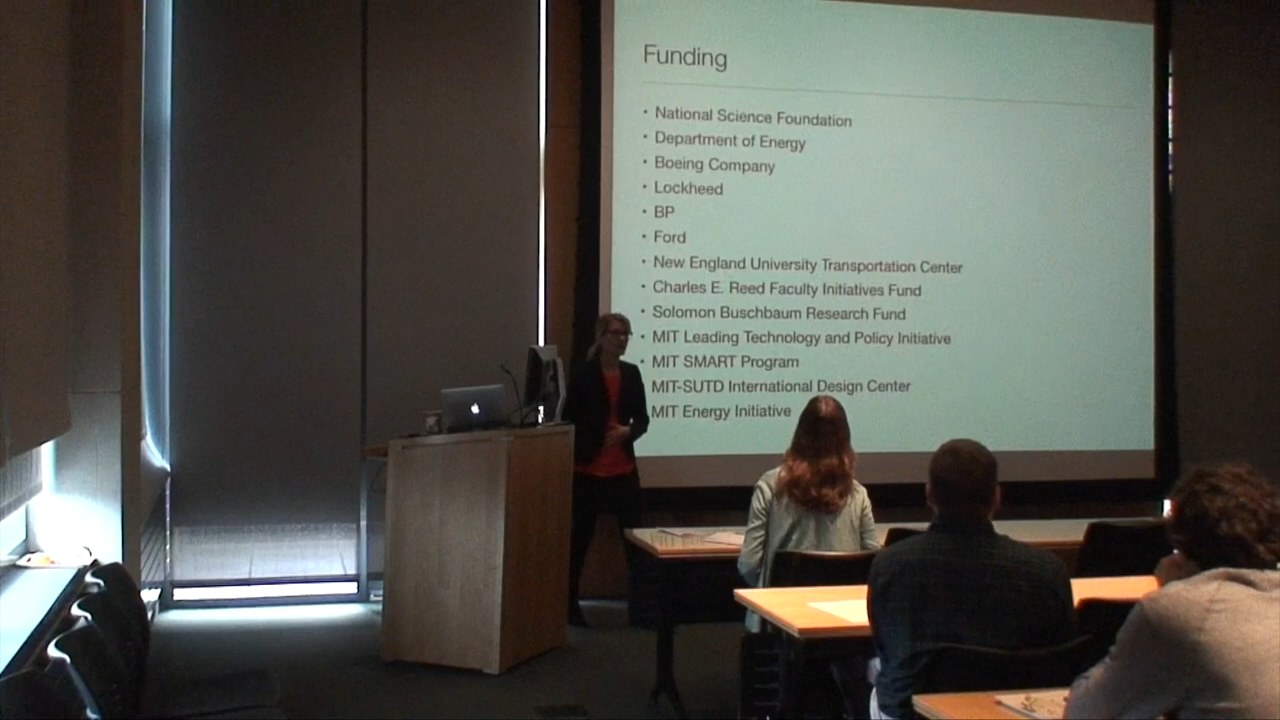 Funding
• National Science Foundation
• Department of Energy
• Boeing Company
• Lockheed
• BP
• Ford
• New England University Transportation Center
• Charles E. Reed Faculty Initiatives Fund
• Solomon Buschbaum Research Fund
• MIT Leading Technology and Policy Initiative
• MIT SMART Program
MIT-SUTD International Design Center
MIT Energy Initiative